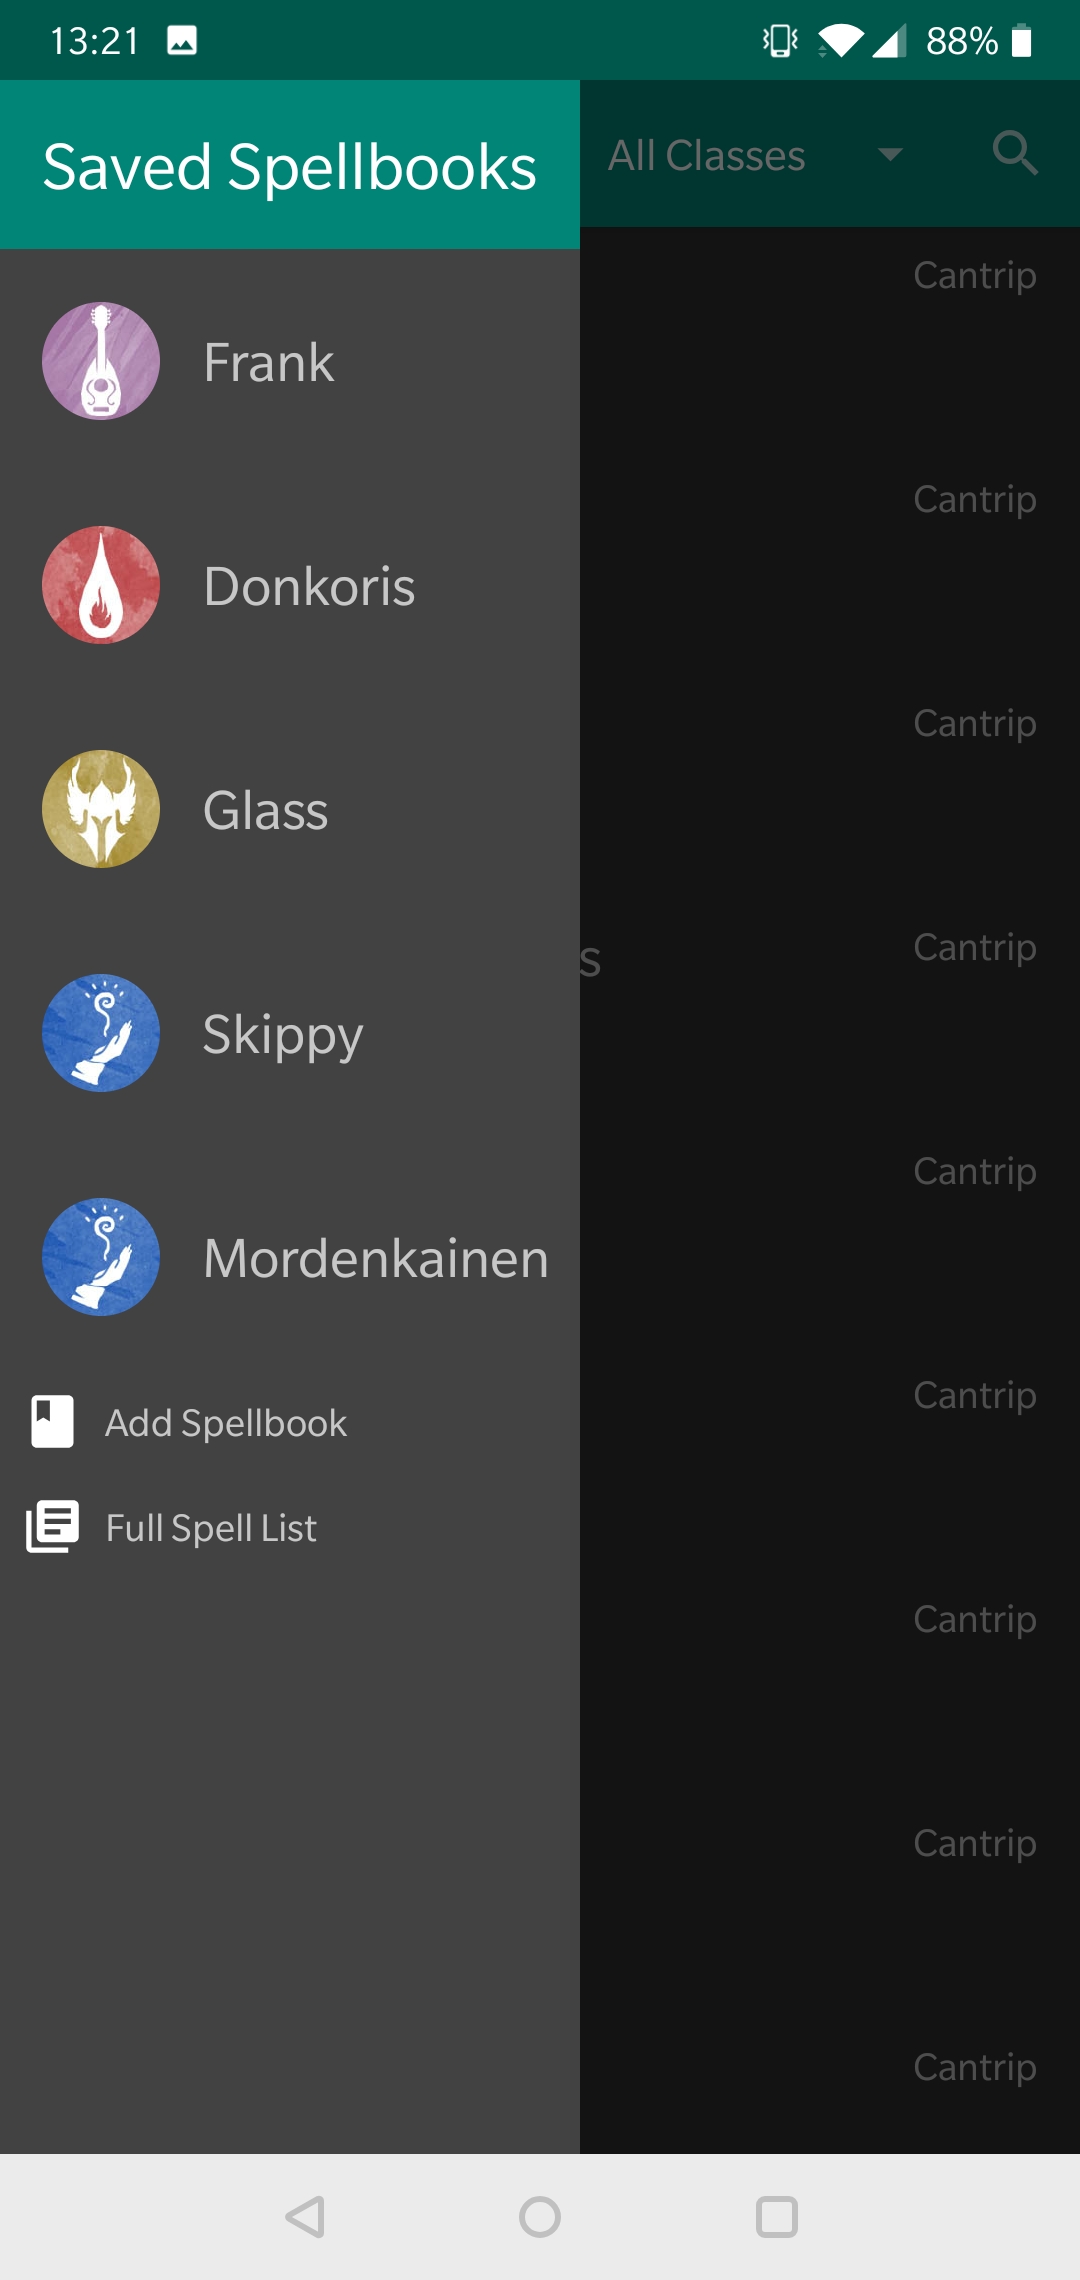 13:21
88%
Saved Spellbooks
All Classes
Cantrip
Frank
Cantrip
Donkoris
Cantrip
Glass
s
Cantrip
Skippy
Cantrip
Mordenkainen
Cantrip
Add Spellbook
Full Spell List
Cantrip
Cantrip
Cantrip